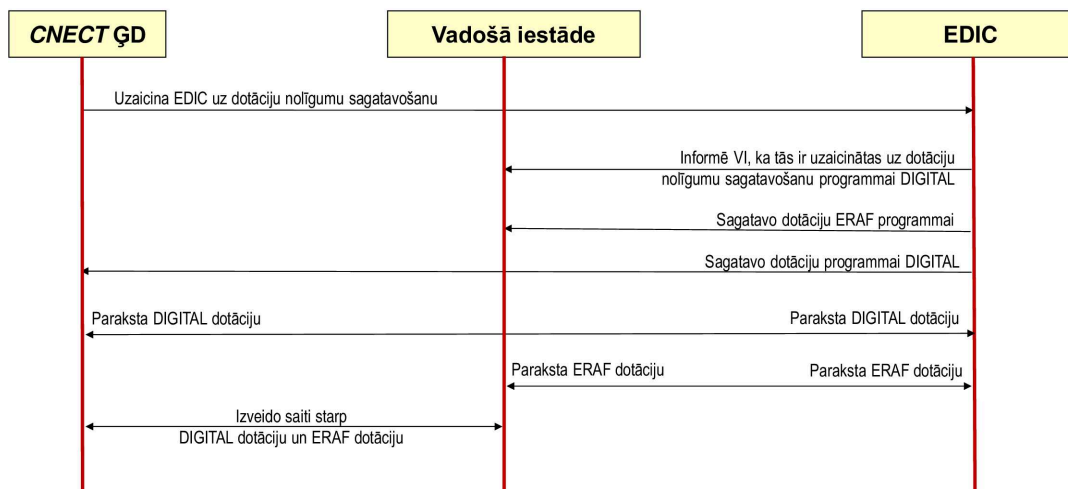 CNECT ĢD
Vadošā iestāde
EDIC
Uzaicina EDIC uz dotāciju nolīgumu sagatavošanu
Informē VI, ka tās ir uzaicinātas uz dotāciju
nolīgumu sagatavošanu programmai DIGITAL
Sagatavo dotāciju ERAF programmai
Sagatavo dotāciju programmai DIGITAL
Paraksta DIGITAL dotāciju
Paraksta DIGITAL dotāciju
Paraksta ERAF dotāciju
Paraksta ERAF dotāciju
Izveido saiti starp
DIGITAL dotāciju un ERAF dotāciju